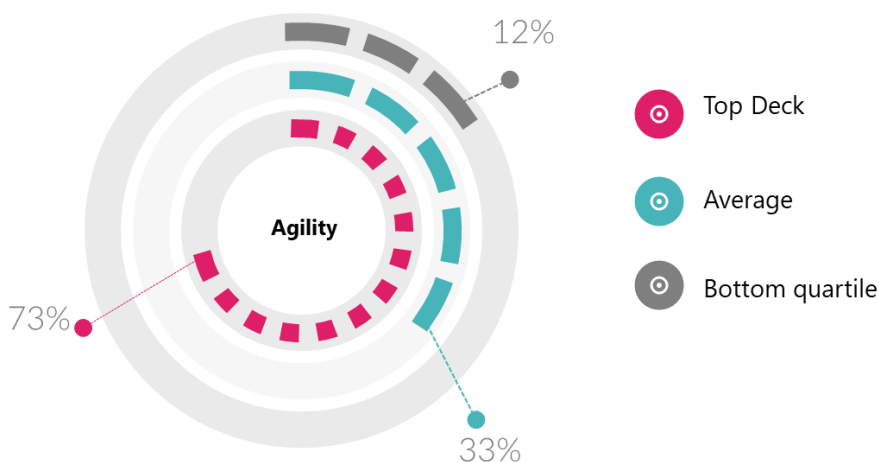 12%
Top Deck
Average
Agility
Bottom quartile
73%
33%